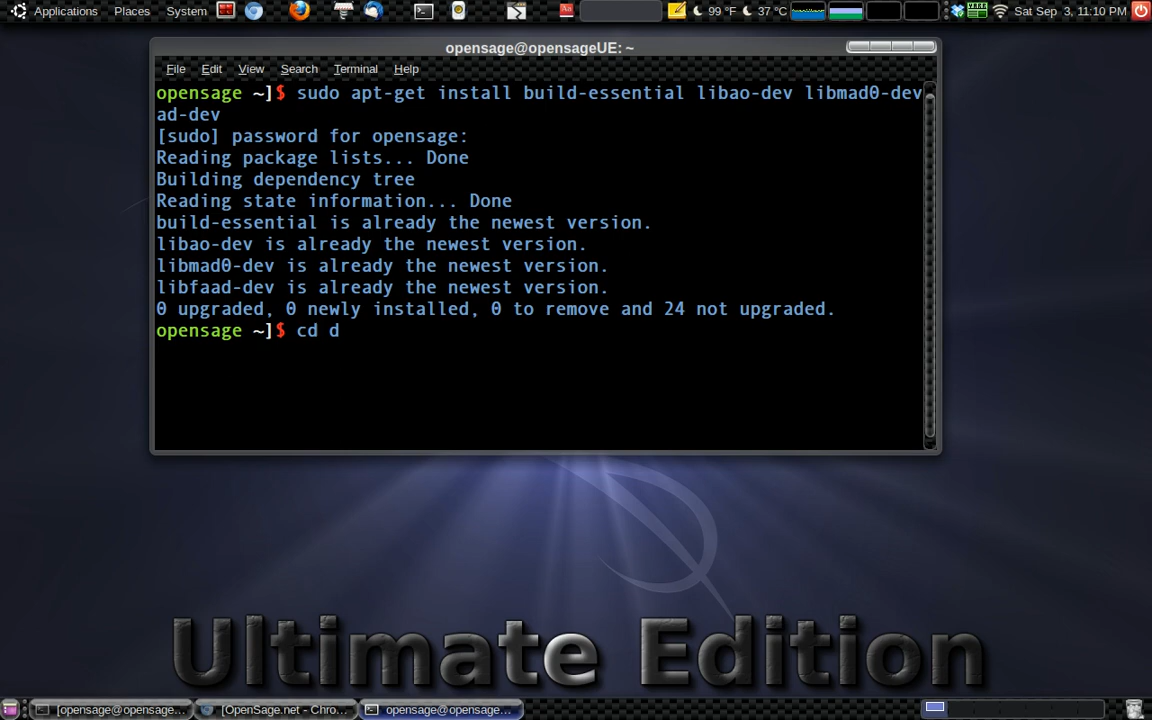 Applications Places System 99 °F 37 °C Sat Sep 3, 11:10 PM
opensage@opensageUE: ~
File Edit View Search Terminal Help
opensage ~]$ sudo apt-get install build-essential libao-dev libmad0-dev
ad-dev
[sudo] password for opensage:
Reading package lists... Done
Building dependency tree
Reading state information... Done
build-essential is already the newest version.
libao-dev is already the newest version.
libmad0-dev is already the newest version.
libfaad-dev is already the newest version.
0 upgraded, 0 newly installed, 0 to remove and 24 not upgraded.
opensage ~]$ cd d
Ultimate Edition
[opensage@opensage... [OpenSage.net - Chro... opensage@opensage...